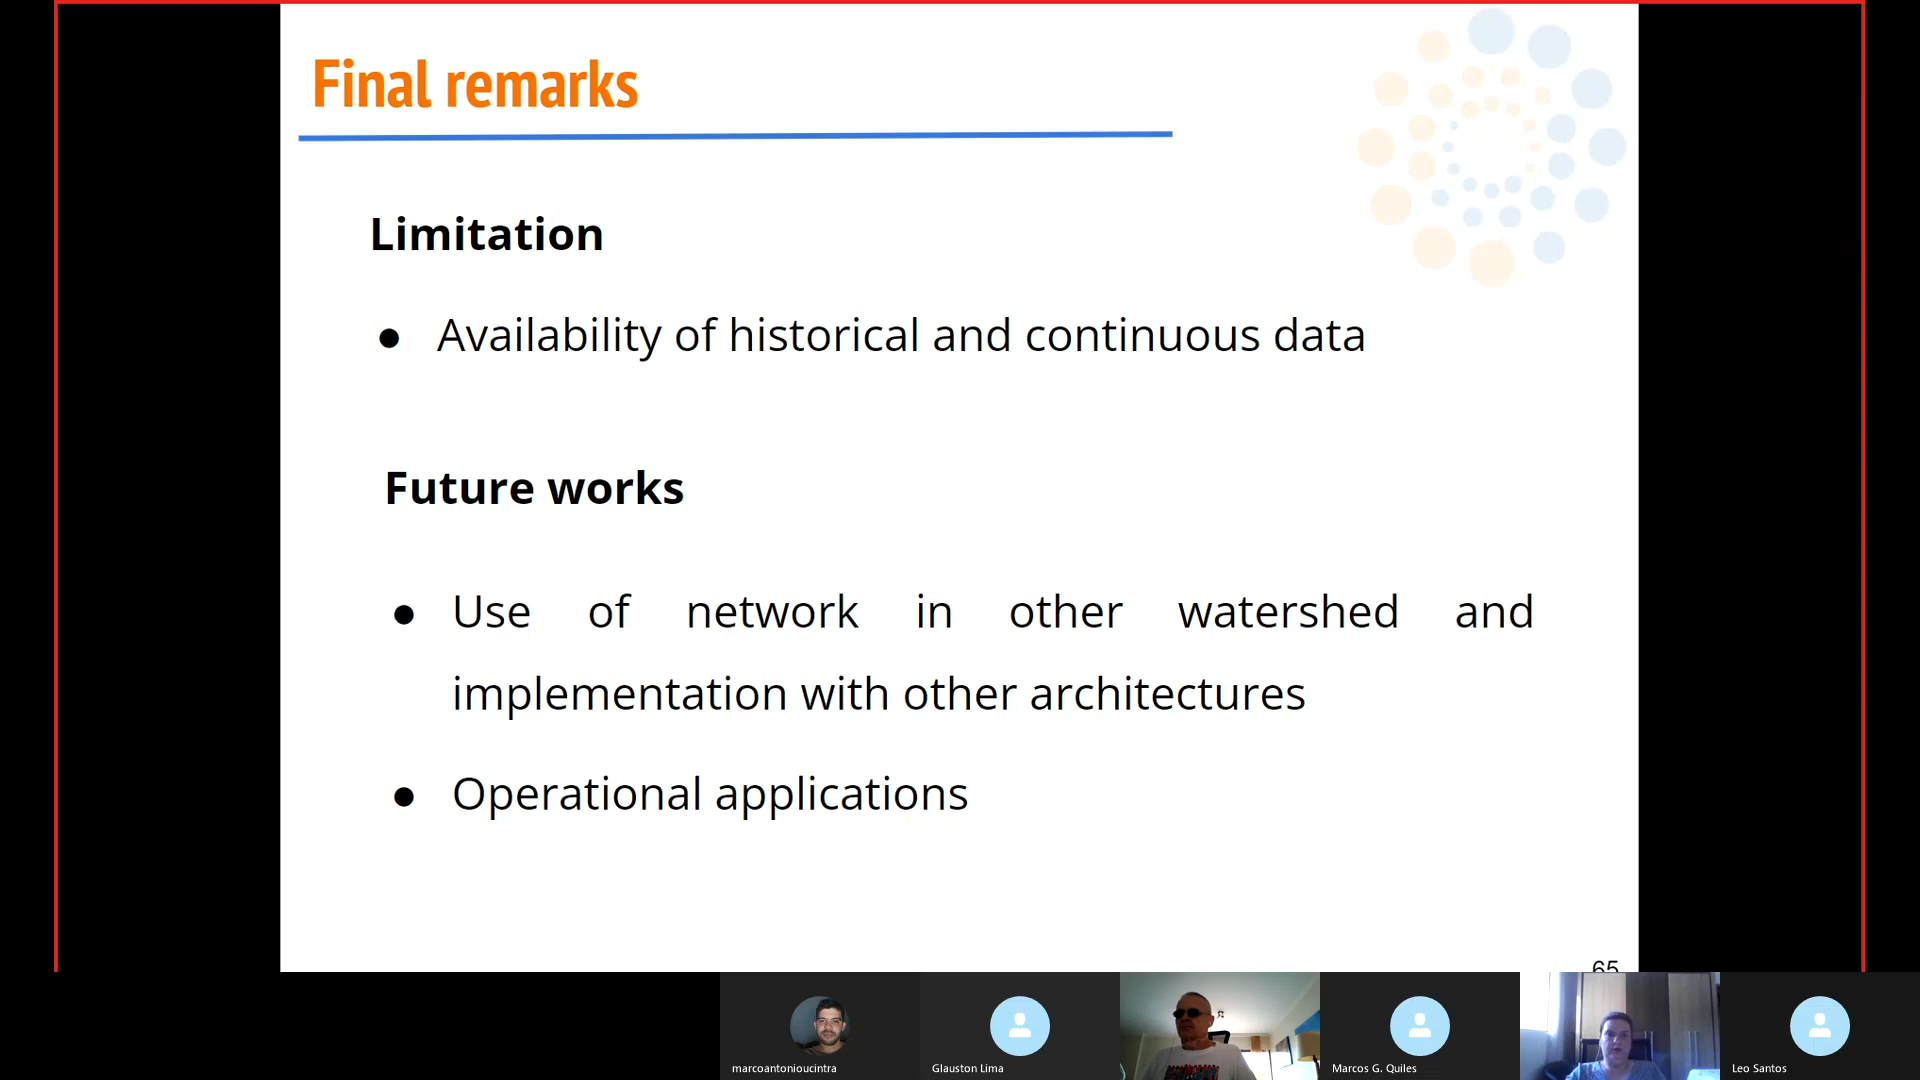 Final remarks
Limitation
● Availability of historical and continuous data
Future works
● Use of network in other watershed and
implementation with other architectures
● Operational applications
65
marcoantonioucintra
Glauston Lima
Marcos G. Quiles
Leo Santos